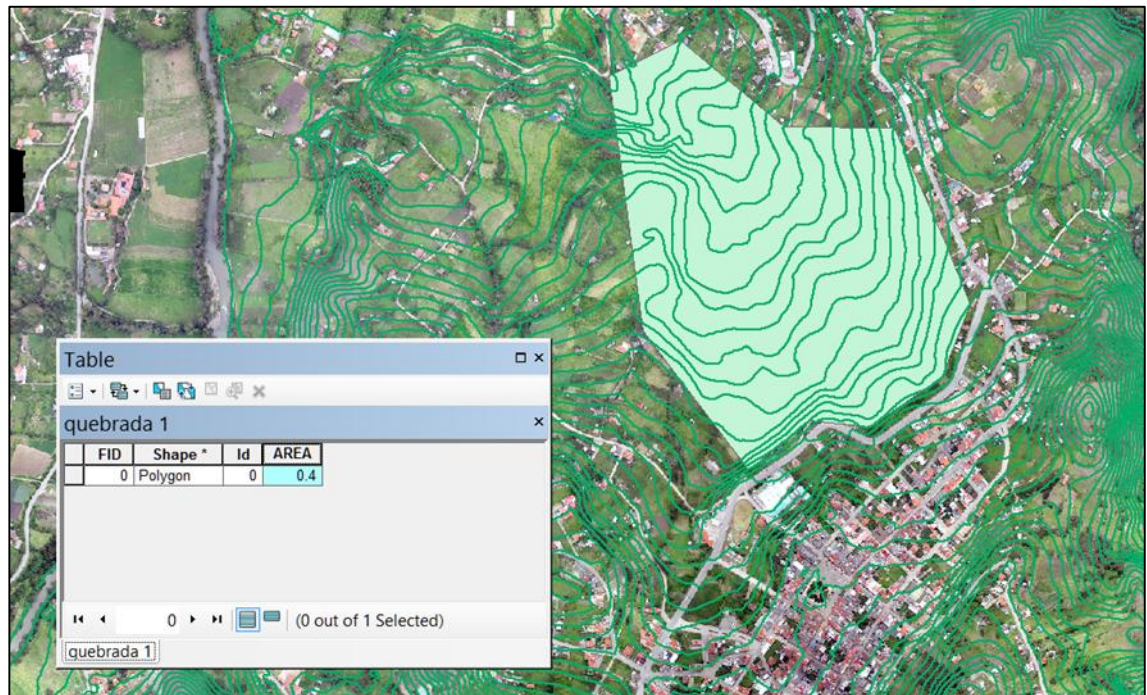 Table
quebrada 1
FID Shape * Id AREA
0 Polygon 0 0.4
0 (0 out of 1 Selected)
quebrada 1